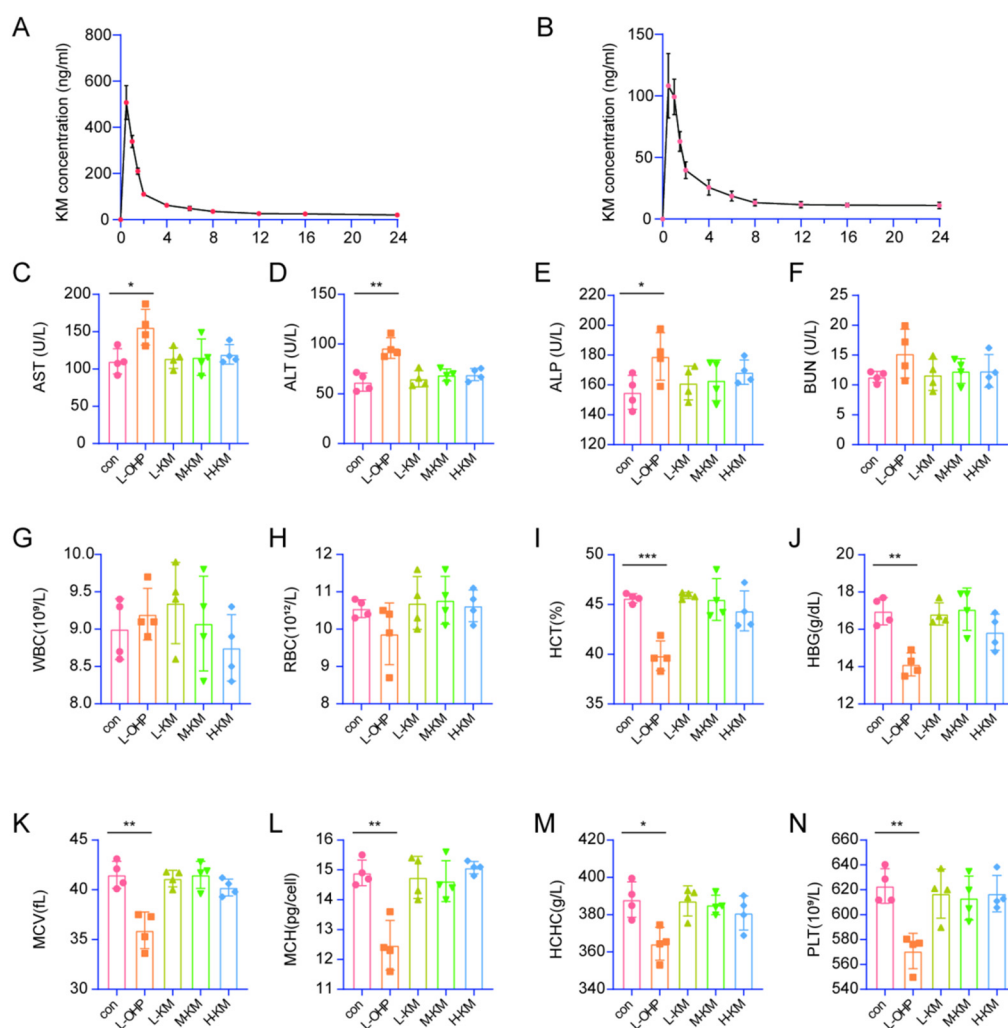 A
KM concentration (ng/ml)
800
600
400
200
0
0 4 8 12 16 20 24
B
KM concentration (ng/ml)
150
100
50
0
0 4 8 12 16 20 24
C
AST (U/L)
200
150
100
50
0
*
con L-OHP L-KM M-KM H-KM
D
ALT (U/L)
150
100
50
0
**
con L-OHP L-KM M-KM H-KM
E
ALP (U/L)
220
200
180
160
140
120
*
con L-OHP L-KM M-KM H-KM
F
BUN (U/L)
25
20
15
10
5
0
con L-OHP L-KM M-KM H-KM
G
WBC(10⁹/L)
10.0
9.5
9.0
8.5
8.0
con L-OHP L-KM M-KM H-KM
H
RBC(10¹²/L)
12
11
10
9
8
con L-OHP L-KM M-KM H-KM
I
HCT(%)
50
45
40
35
***
con L-OHP L-KM M-KM H-KM
J
HBG(g/dL)
20
18
16
14
12
**
con L-OHP L-KM M-KM H-KM
K
MCV(fL)
45
40
35
30
**
con L-OHP L-KM M-KM H-KM
L
MCH(pg/cell)
16
15
14
13
12
11
**
con L-OHP L-KM M-KM H-KM
M
HCHC(g/L)
420
400
380
360
340
*
con L-OHP L-KM M-KM H-KM
N
PLT(10⁹/L)
660
640
620
600
580
560
540
**
con L-OHP L-KM M-KM H-KM